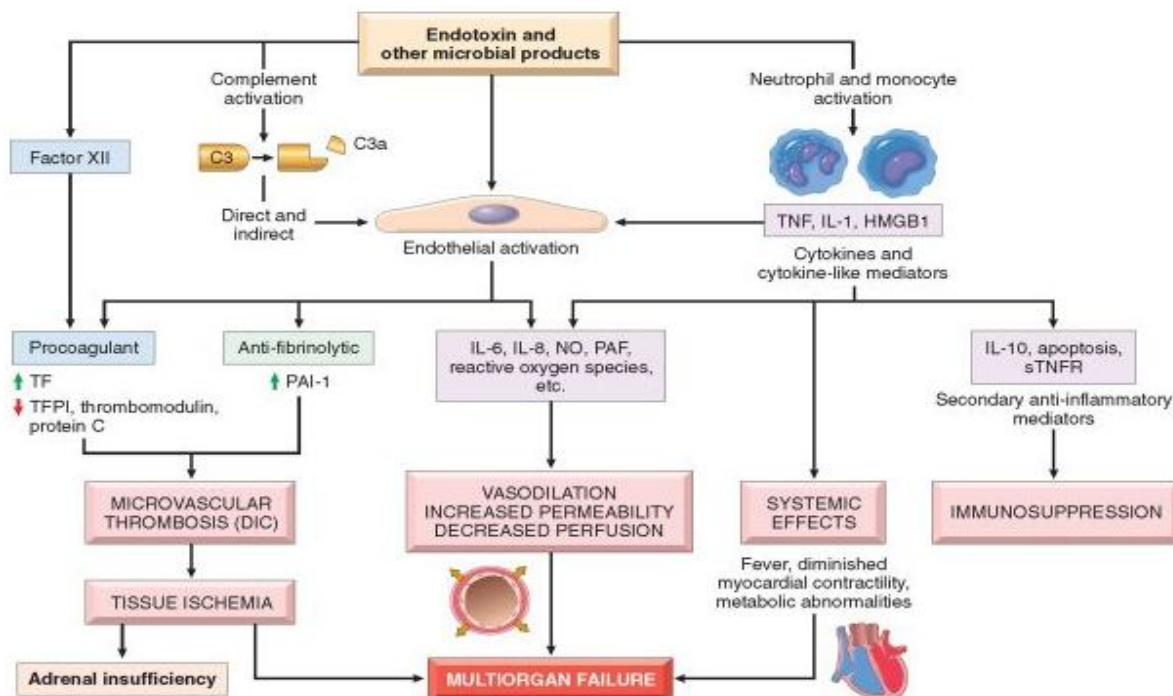 Endotoxin and
other microbial products
Complement
activation
Neutrophil and monocyte
activation
Factor XII
C3
C3a
Direct and
indirect
Endothelial activation
TNF, IL-1, HMGB1
Cytokines and
cytokine-like mediators
Procoagulant
TF
TFPI, thrombomodulin,
protein C
Anti-fibrinolytic
PAI-1
IL-6, IL-8, NO, PAF,
reactive oxygen species,
etc.
IL-10, apoptosis,
sTNFR
Secondary anti-inflammatory
mediators
MICROVASCULAR
THROMBOSIS (DIC)
VASODILATION
INCREASED PERMEABILITY
DECREASED PERFUSION
SYSTEMIC
EFFECTS
IMMUNOSUPPRESSION
Fever, diminished
myocardial contractility,
metabolic abnormalities
TISSUE ISCHEMIA
Adrenal insufficiency
MULTIORGAN FAILURE